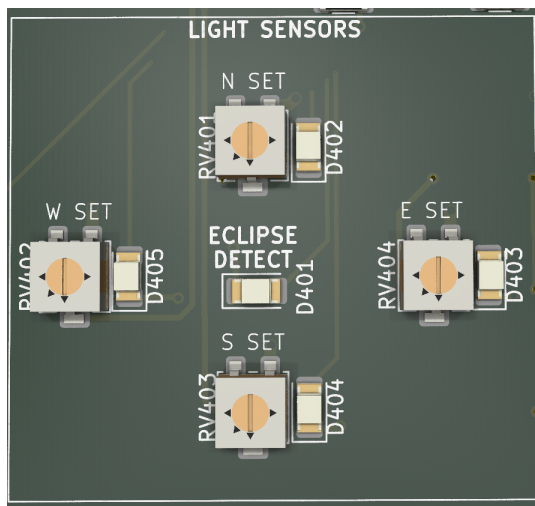 LIGHT SENSORS
N SET
RV401
D402
W SET
E SET
RV402
D405
ECLIPSE
DETECT
D401
RV404
D403
S SET
RV403
D404